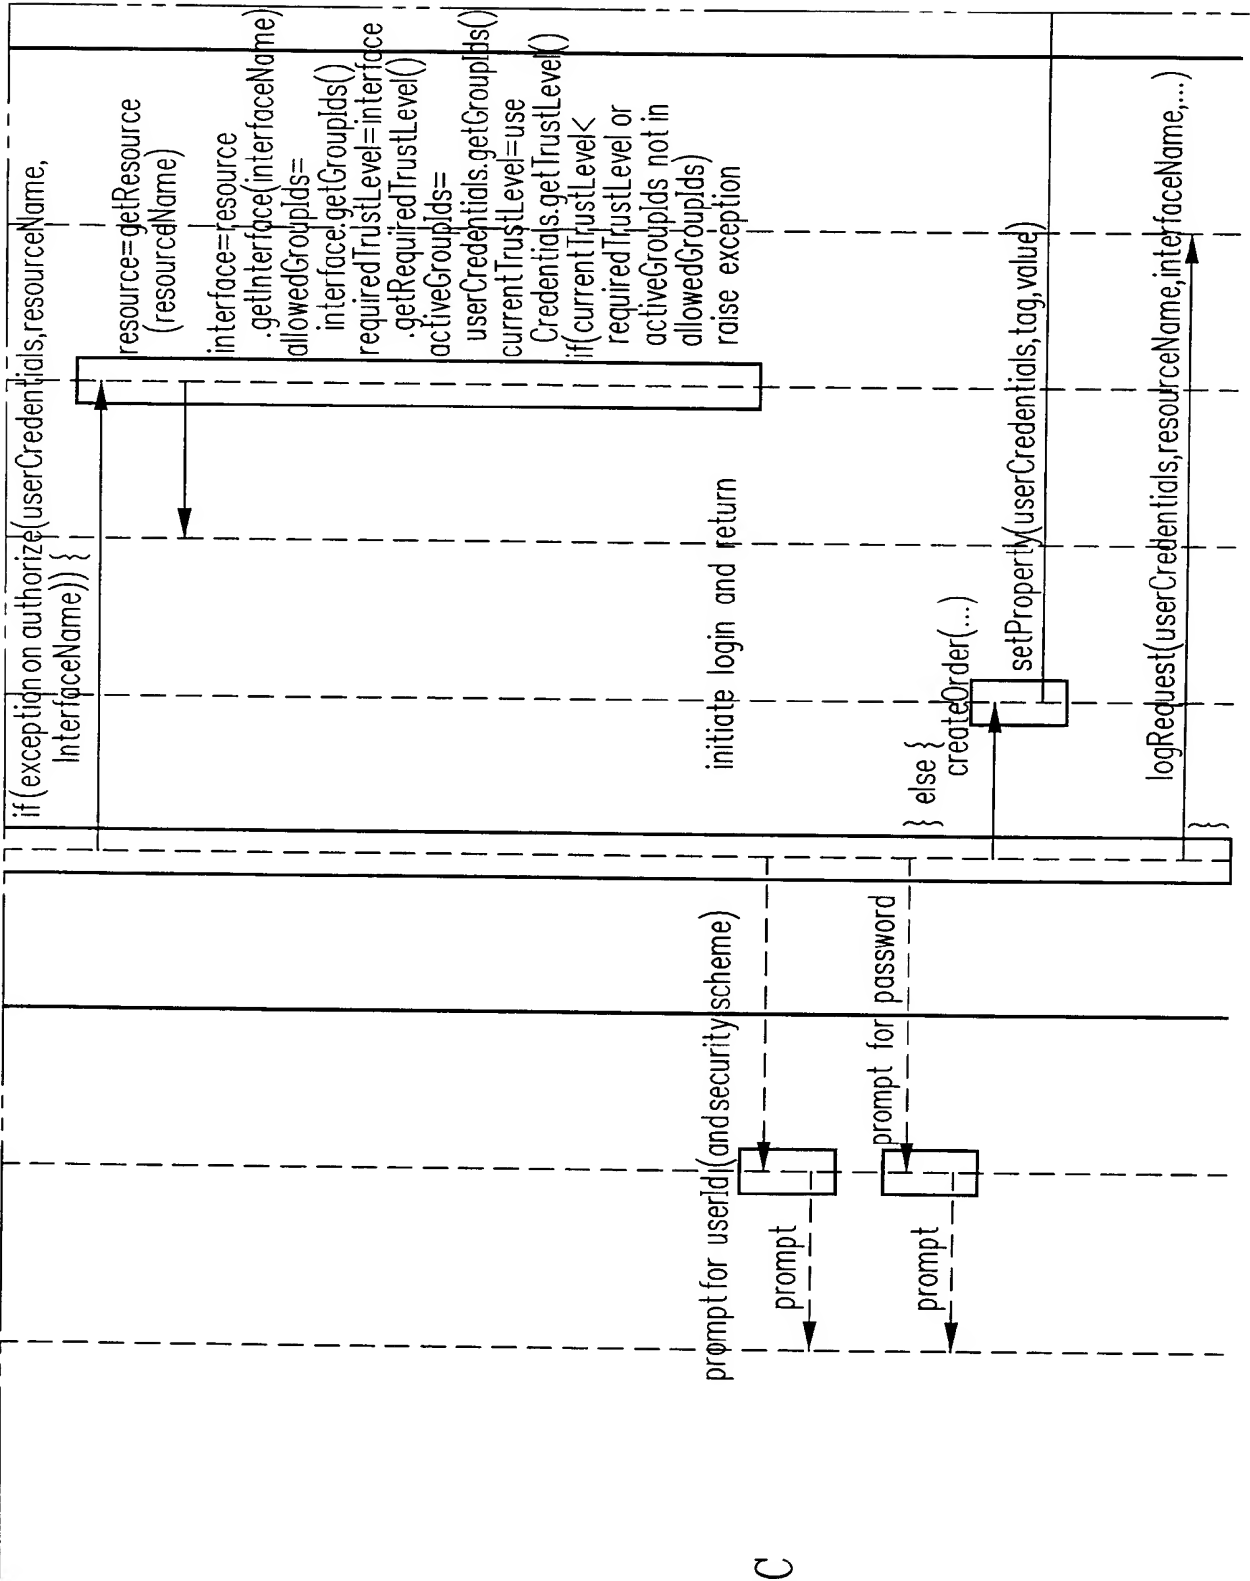 if(exception on authorize(userCredentials,resourceName,
InterfaceName)) {
resource=getResource
(resourceName)
interface=resource
.getInterface(interfaceName)
allowedGroupIds=
interface.getGroupIds()
requiredTrustLevel=interface
.getRequiredTrustLevel()
activeGroupIds=
userCredentials.getGroupIds()
currentTrustLevel=use
Credentials.getTrustLevel()
if(currentTrustLevel<
requiredTrustLevel or
activeGroupIds not in
allowedGroupIds)
raise exception
initiate login and return
prompt for userId (and security scheme)
prompt
prompt for password
prompt
} else {
createOrder(...)
setProperty(userCredentials,tag,value)
logRequest(userCredentials,resourceName,interfaceName,...)
}
C